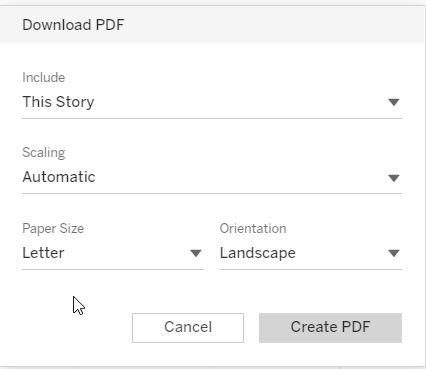 Download PDF
Include
This Story
Scaling
Automatic
Paper Size
Orientation
Letter
Landscape
Cancel
Create PDF